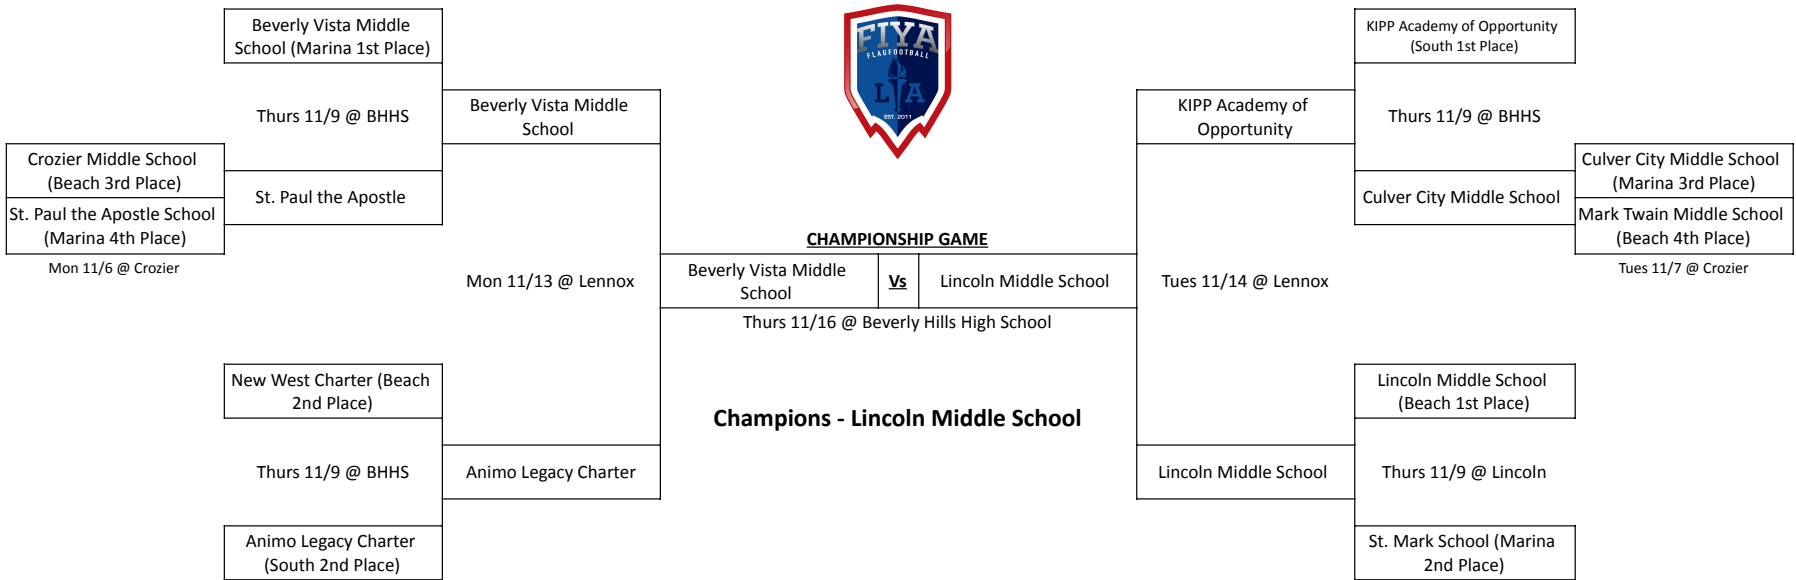 Beverly Vista Middle
School (Marina 1st Place)
Thurs 11/9 @ BHHS
Beverly Vista Middle
School
Crozier Middle School
(Beach 3rd Place)
St. Paul the Apostle School
(Marina 4th Place)
Mon 11/6 @ Crozier
St. Paul the Apostle
Mon 11/13 @ Lennox
New West Charter (Beach
2nd Place)
Thurs 11/9 @ BHHS
Animo Legacy Charter
Animo Legacy Charter
(South 2nd Place)
FIYA
FLAGFOOTBALL
LA
EST. 2011
CHAMPIONSHIP GAME
Beverly Vista Middle
School
Vs
Lincoln Middle School
Thurs 11/16 @ Beverly Hills High School
Champions - Lincoln Middle School
KIPP Academy of Opportunity
(South 1st Place)
KIPP Academy of
Opportunity
Thurs 11/9 @ BHHS
Culver City Middle School
(Marina 3rd Place)
Culver City Middle School
Mark Twain Middle School
(Beach 4th Place)
Tues 11/7 @ Crozier
Tues 11/14 @ Lennox
Lincoln Middle School
(Beach 1st Place)
Lincoln Middle School
Thurs 11/9 @ Lincoln
St. Mark School (Marina
2nd Place)